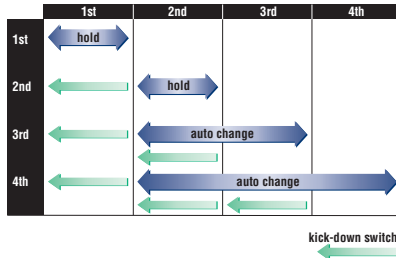 1st 2nd 3rd 4th
1st hold
2nd hold
3rd auto change
4th auto change
kick-down switch